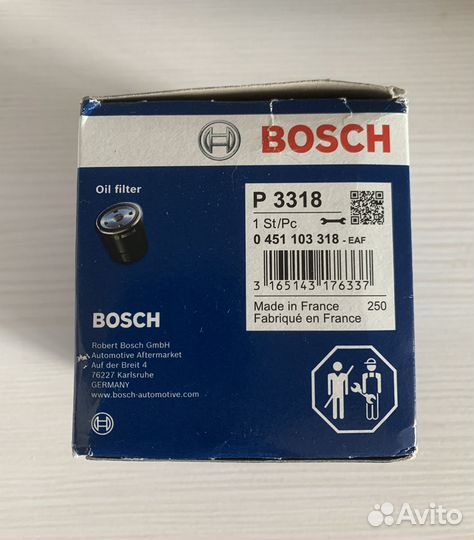 BOSCH
Oil filter
P 3318
1 St/Pc
0 451 103 318 - EAF
3 165143 176337
Made in France 250
Fabriqué en France
BOSCH
Robert Bosch GmbH
Automotive Aftermarket
Auf der Breit 4
76227 Karlsruhe
GERMANY
www.bosch-automotive.com
Avito